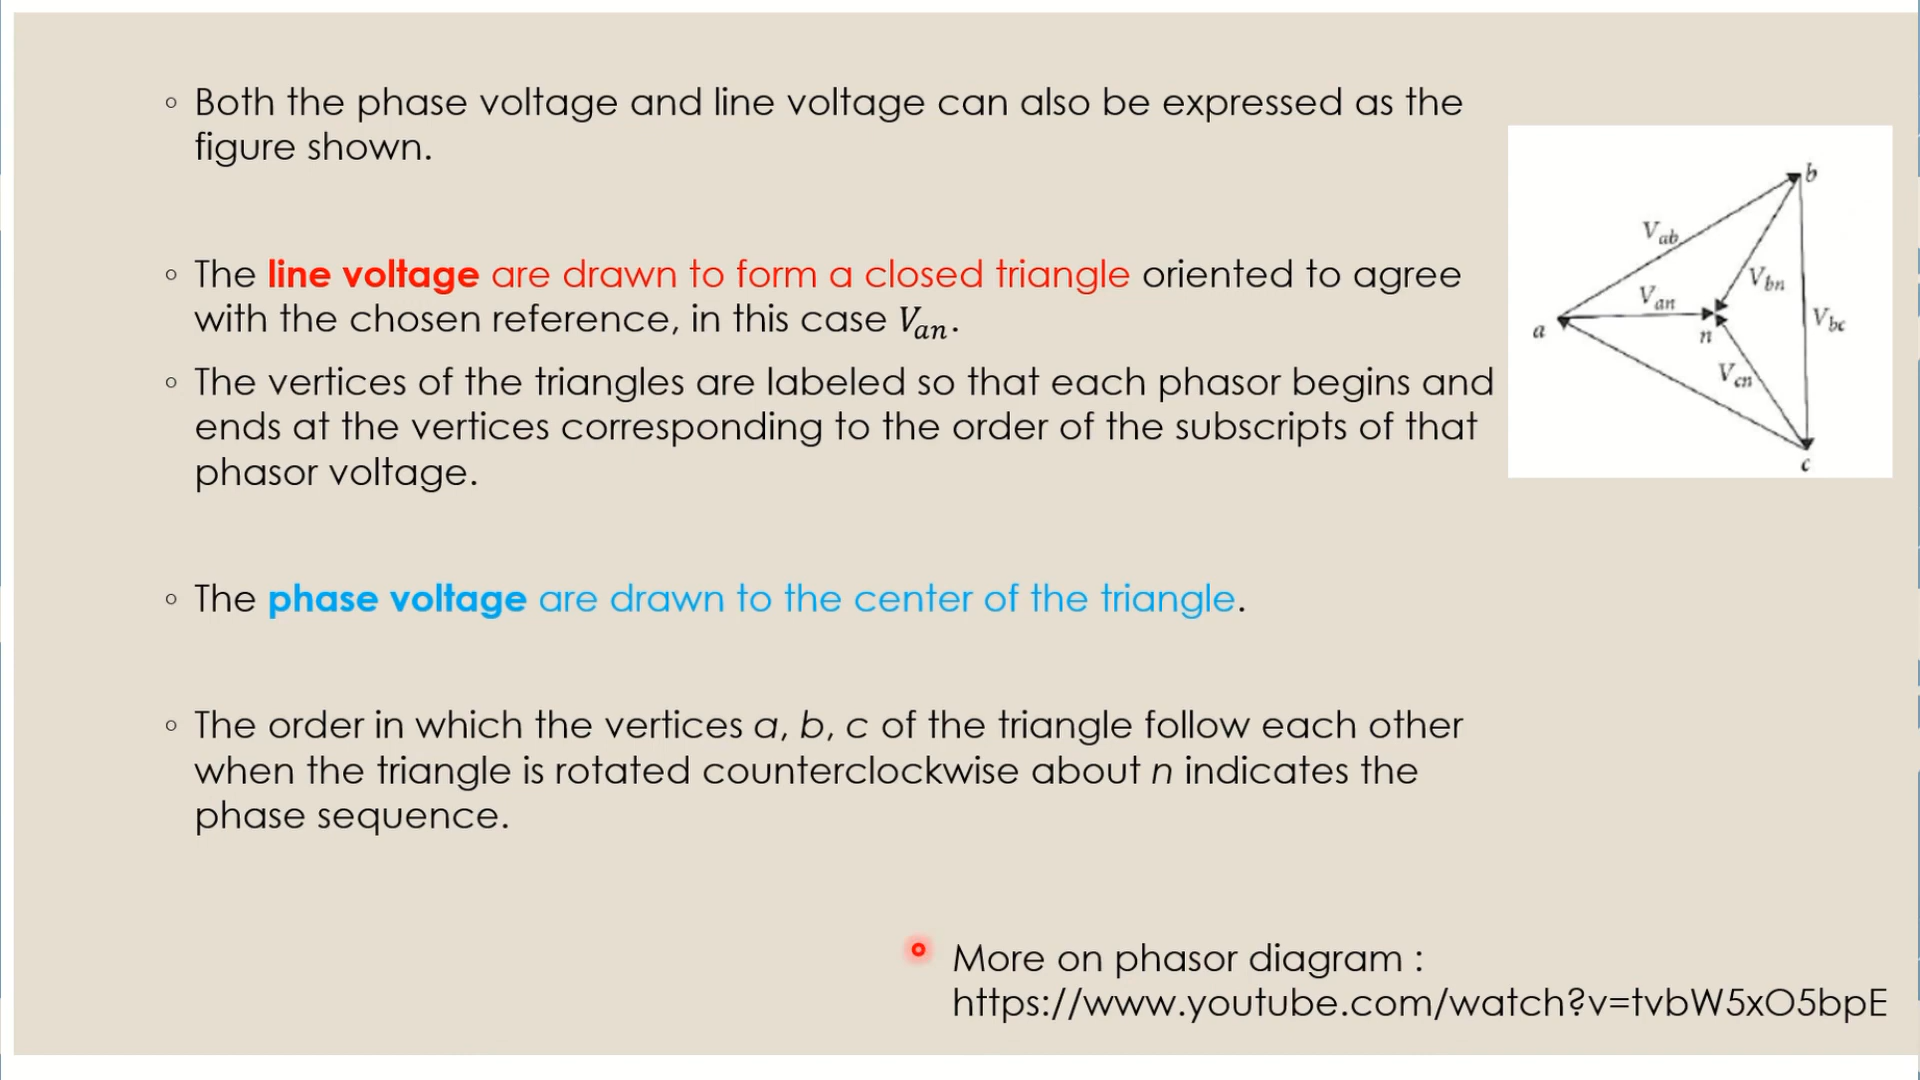 Both the phase voltage and line voltage can also be expressed as the
figure shown.
The line voltage are drawn to form a closed triangle oriented to agree
with the chosen reference, in this case Van.
The vertices of the triangles are labeled so that each phasor begins and
ends at the vertices corresponding to the order of the subscripts of that
phasor voltage.
The phase voltage are drawn to the center of the triangle.
The order in which the vertices a, b, c of the triangle follow each other
when the triangle is rotated counterclockwise about n indicates the
phase sequence.
b
Vab
Vbn
Van
Vbc
a
n
Vcn
c
More on phasor diagram :
https://www.youtube.com/watch?v=tvbW5xO5bpE